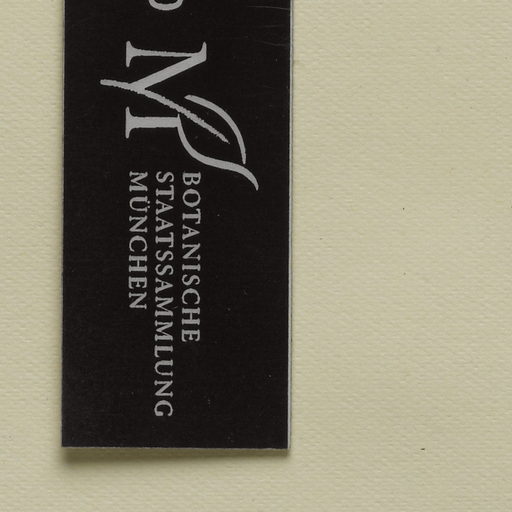 M
BOTANISCHE
STAATSSAMMLUNG
MÜNCHEN